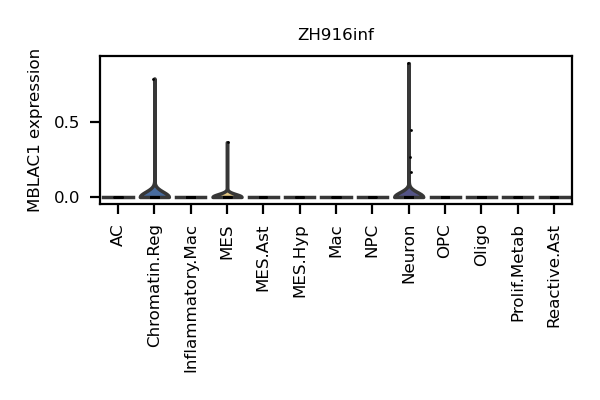 ZH916inf
MBLAC1 expression
0.5
0.0
AC
Chromatin.Reg
Inflammatory.Mac
MES
MES.Ast
MES.Hyp
Mac
NPC
Neuron
OPC
Oligo
Prolif.Metab
Reactive.Ast